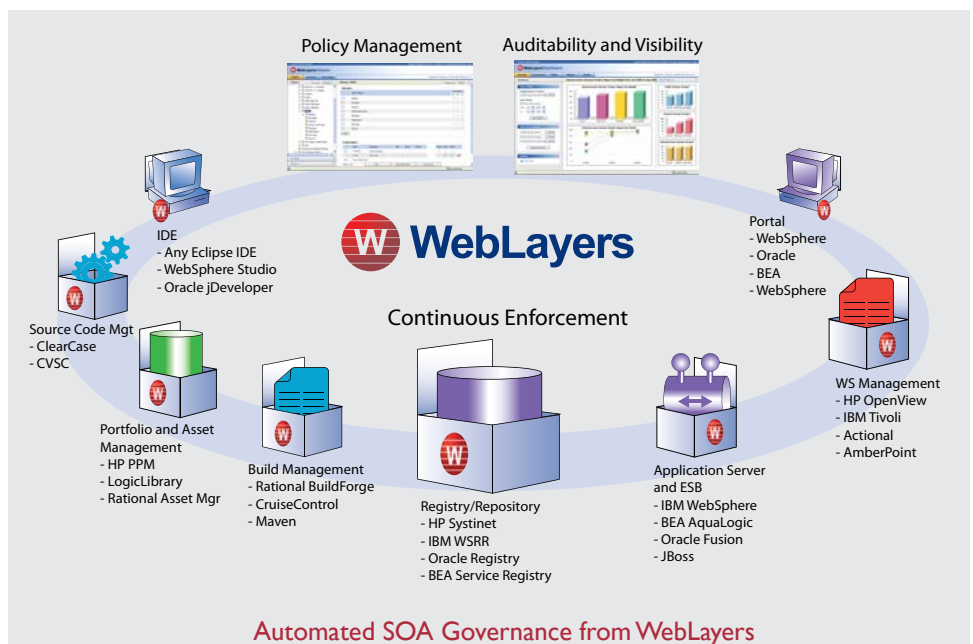 Policy Management
Auditability and Visibility
WebLayers
IDE
- Any Eclipse IDE
- WebSphere Studio
- Oracle jDeveloper
Portal
- WebSphere
- Oracle
- BEA
- WebSphere
W WebLayers
Continuous Enforcement
Source Code Mgt
- ClearCase
- CVSC
Portfolio and Asset
Management
- HP PPM
- LogicLibrary
- Rational Asset Mgr
Build Management
- Rational BuildForge
- CruiseControl
- Maven
Registry/Repository
- HP Systinet
- IBM WSRR
- Oracle Registry
- BEA Service Registry
Application Server
and ESB
- IBM WebSphere
- BEA AquaLogic
- Oracle Fusion
- JBoss
WS Management
- HP OpenView
- IBM Tivoli
- Actional
- AmberPoint
W
W
W
W
W
W
W
W
Automated SOA Governance from WebLayers